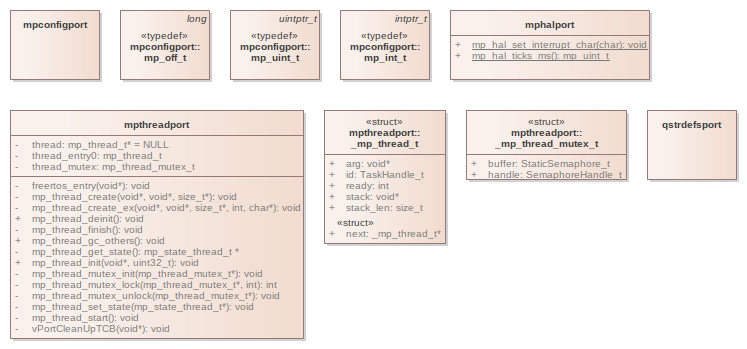 mpconfigport
long
«typedef»
mpconfigport::
mp_off_t
uintptr_t
«typedef»
mpconfigport::
mp_uint_t
intptr_t
«typedef»
mpconfigport::
mp_int_t
mphalport
+ mp_hal_set_interrupt_char(char): void
+ mp_hal_ticks_ms(): mp_uint_t
mpthreadport
- thread: mp_thread_t* = NULL
- thread_entry0: mp_thread_t
- thread_mutex: mp_thread_mutex_t
- freertos_entry(void*): void
- mp_thread_create(void*, void*, size_t*): void
- mp_thread_create_ex(void*, void*, size_t*, int, char*): void
+ mp_thread_deinit(): void
- mp_thread_finish(): void
+ mp_thread_gc_others(): void
- mp_thread_get_state(): mp_state_thread_t *
+ mp_thread_init(void*, uint32_t): void
- mp_thread_mutex_init(mp_thread_mutex_t*): void
- mp_thread_mutex_lock(mp_thread_mutex_t*, int): int
- mp_thread_mutex_unlock(mp_thread_mutex_t*): void
- mp_thread_set_state(mp_state_thread_t*): void
- mp_thread_start(): void
- vPortCleanUpTCB(void*): void
«struct»
mpthreadport::
_mp_thread_t
+ arg: void*
+ id: TaskHandle_t
+ ready: int
+ stack: void*
+ stack_len: size_t
«struct»
+ next: _mp_thread_t*
«struct»
mpthreadport::
_mp_thread_mutex_t
+ buffer: StaticSemaphore_t
+ handle: SemaphoreHandle_t
qstrdefsport